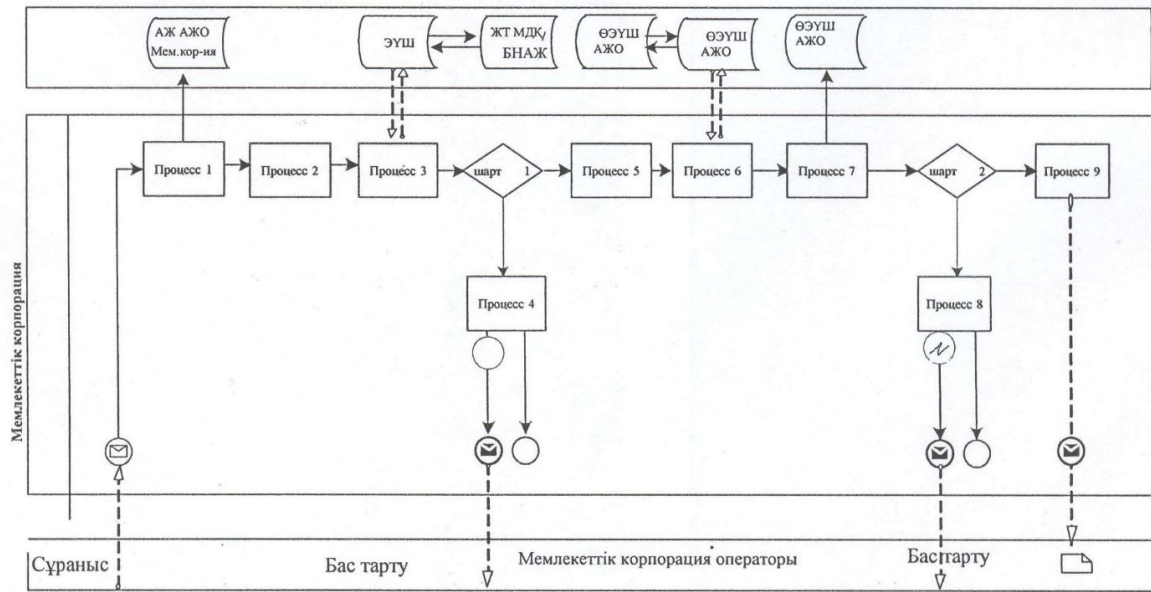 АЖ АЖО
Мем.кор-ия
ЭҮШ
ЖТ МДҚ/
БНАЖ
ӨЭҮШ
АЖО
ӨЭҮШ
АЖО
ӨЭҮШ
АЖО
Процесс 1
Процесс 2
Процесс 3
шарт 1
Процесс 5
Процесс 6
Процесс 7
шарт 2
Процесс 9
Процесс 4
Процесс 8
Мемлекеттік корпорация
Сұраныс
Бас тарту
Мемлекеттік корпорация операторы
Бас тарту